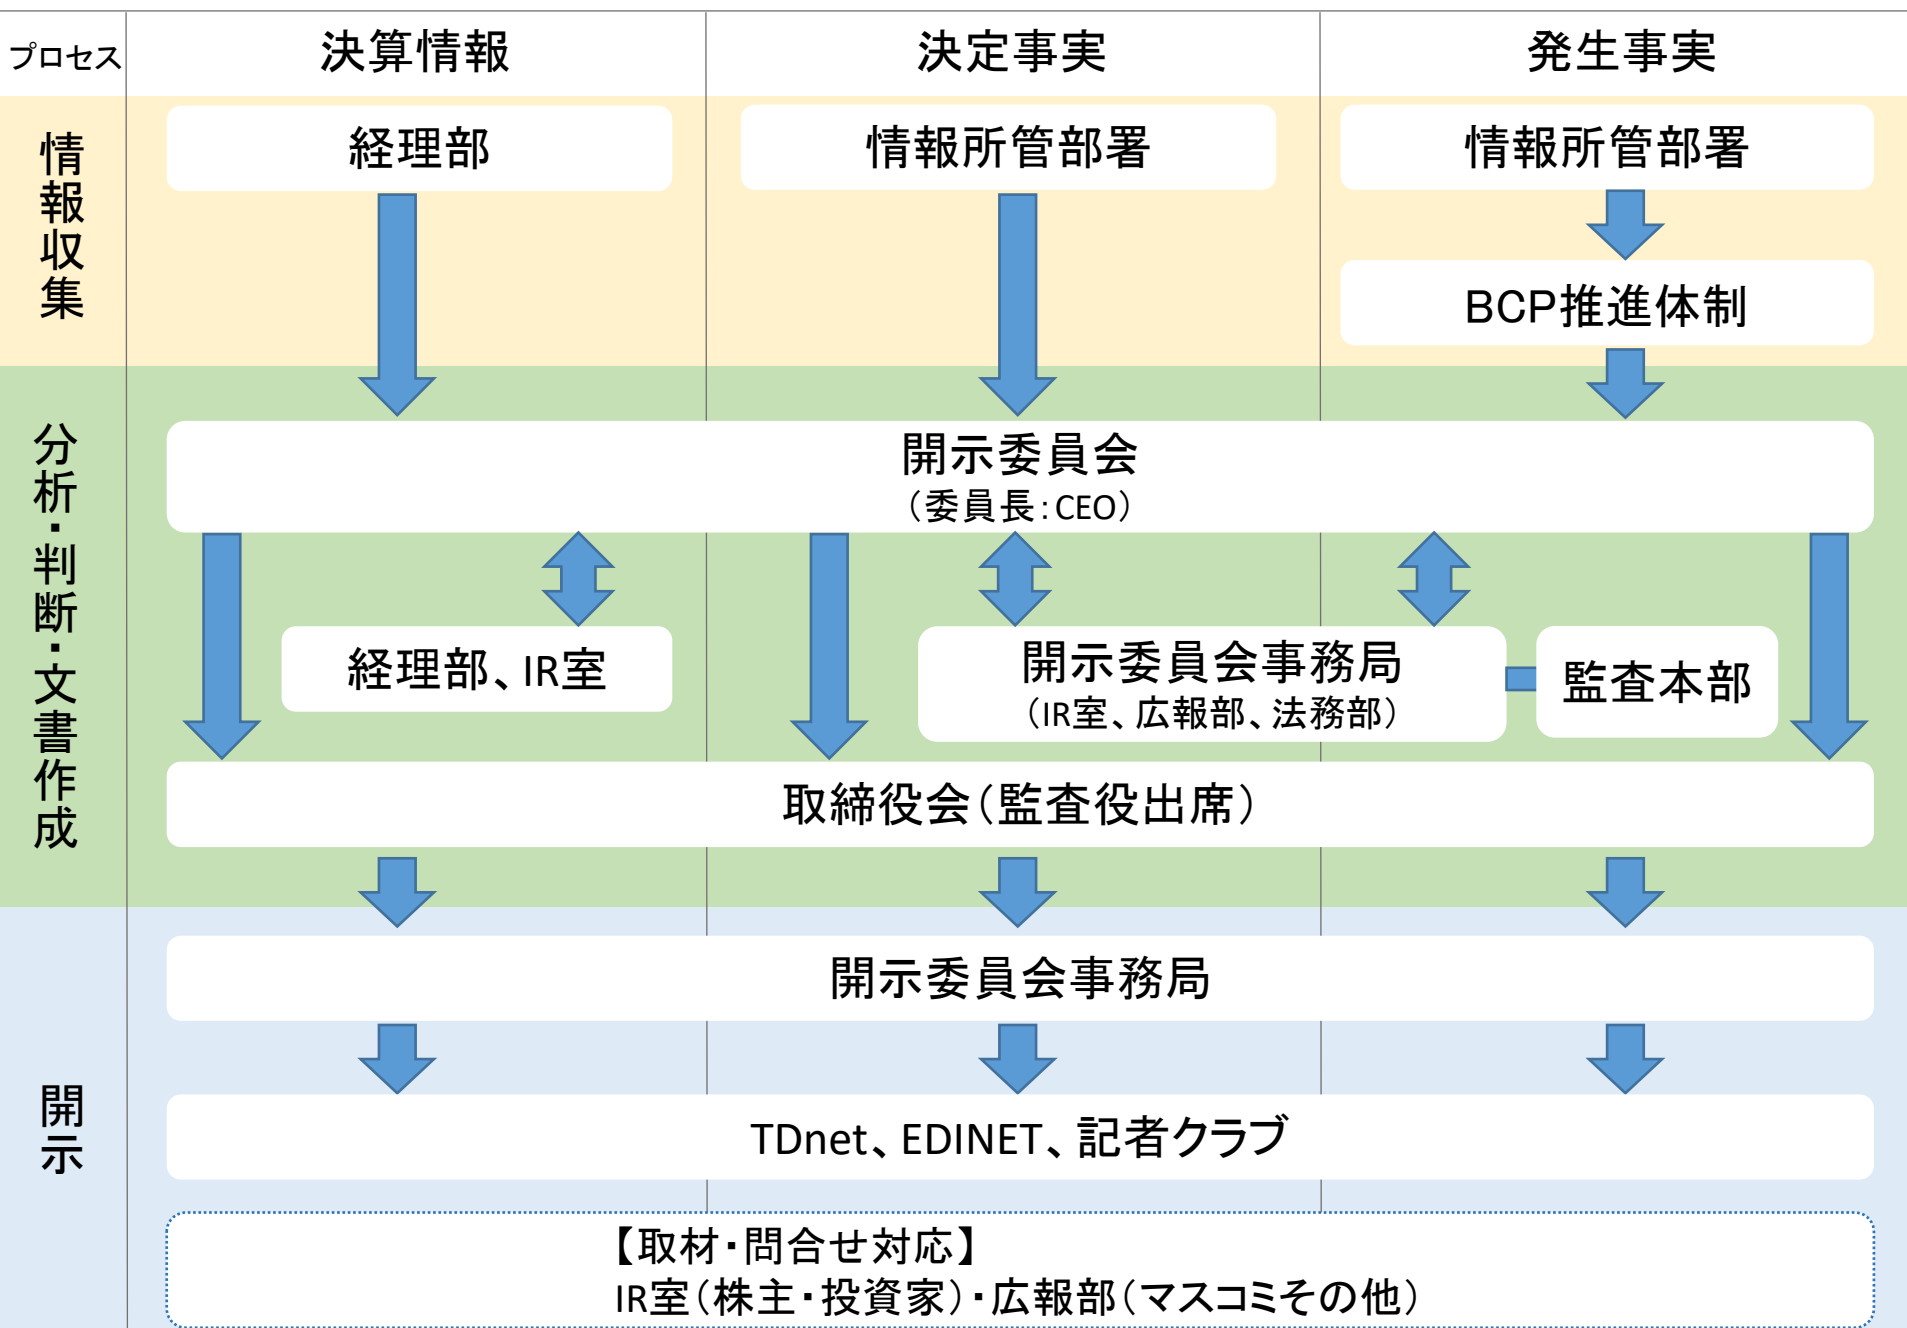 プロセス
決算情報
決定事実
発生事実
情報収集
経理部
情報所管部署
情報所管部署
BCP推進体制
分析・判断・文書作成
開示委員会
（委員長：CEO）
経理部、IR室
開示委員会事務局
（IR室、広報部、法務部）
監査本部
取締役会（監査役出席）
開示
開示委員会事務局
TDnet、EDINET、記者クラブ
【取材・問合せ対応】
IR室（株主・投資家）・広報部（マスコミその他）